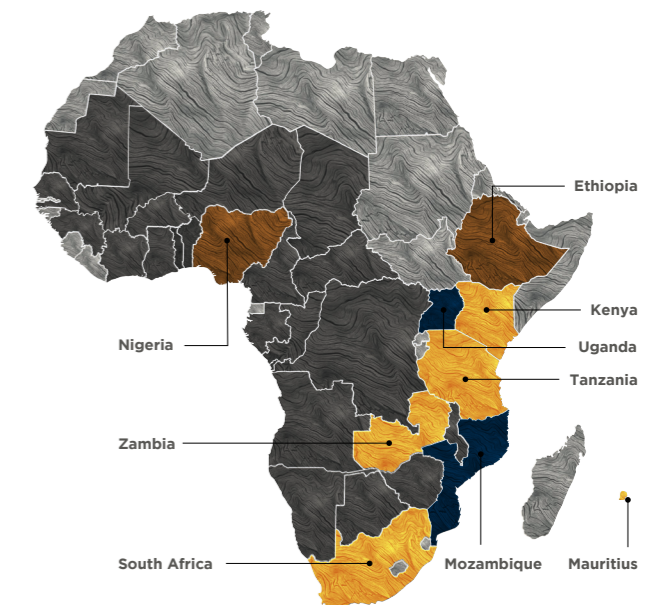 Ethiopia
Kenya
Nigeria
Uganda
Tanzania
Zambia
South Africa
Mozambique
Mauritius